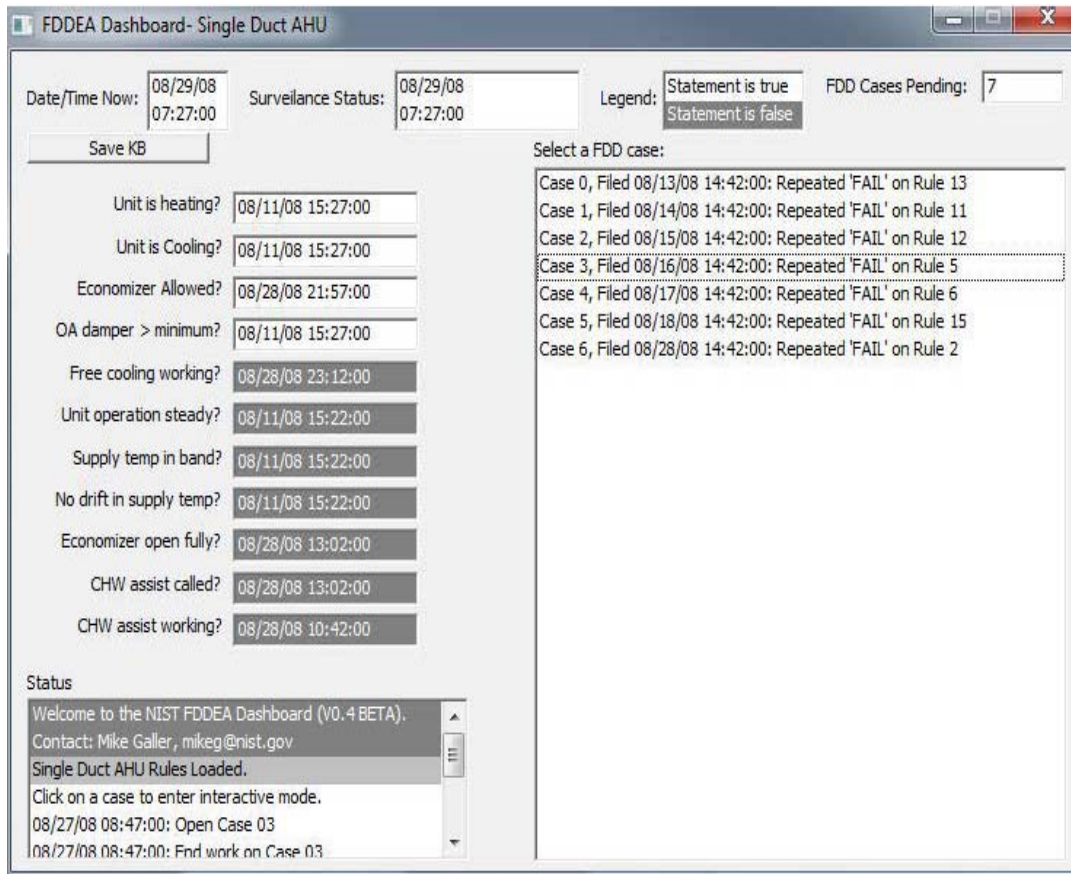 FDDEA Dashboard- Single Duct AHU
Date/Time Now:
08/29/08
07:27:00
Surveilance Status:
08/29/08
07:27:00
Legend:
Statement is true
Statement is false
FDD Cases Pending:
7
Save KB
Unit is heating? 08/11/08 15:27:00
Unit is Cooling? 08/11/08 15:27:00
Economizer Allowed? 08/28/08 21:57:00
OA damper > minimum? 08/11/08 15:27:00
Free cooling working? 08/28/08 23:12:00
Unit operation steady? 08/11/08 15:22:00
Supply temp in band? 08/11/08 15:22:00
No drift in supply temp? 08/11/08 15:22:00
Economizer open fully? 08/28/08 13:02:00
CHW assist called? 08/28/08 13:02:00
CHW assist working? 08/28/08 10:42:00
Status
Welcome to the NIST FDDEA Dashboard (V0.4 BETA).
Contact: Mike Galler, mikeg@nist.gov
Single Duct AHU Rules Loaded.
Click on a case to enter interactive mode.
08/27/08 08:47:00: Open Case 03
08/27/08 08:47:00: End work on Case 03
Select a FDD case:
Case 0, Filed 08/13/08 14:42:00: Repeated 'FAIL' on Rule 13
Case 1, Filed 08/14/08 14:42:00: Repeated 'FAIL' on Rule 11
Case 2, Filed 08/15/08 14:42:00: Repeated 'FAIL' on Rule 12
Case 3, Filed 08/16/08 14:42:00: Repeated 'FAIL' on Rule 5
Case 4, Filed 08/17/08 14:42:00: Repeated 'FAIL' on Rule 6
Case 5, Filed 08/18/08 14:42:00: Repeated 'FAIL' on Rule 15
Case 6, Filed 08/28/08 14:42:00: Repeated 'FAIL' on Rule 2